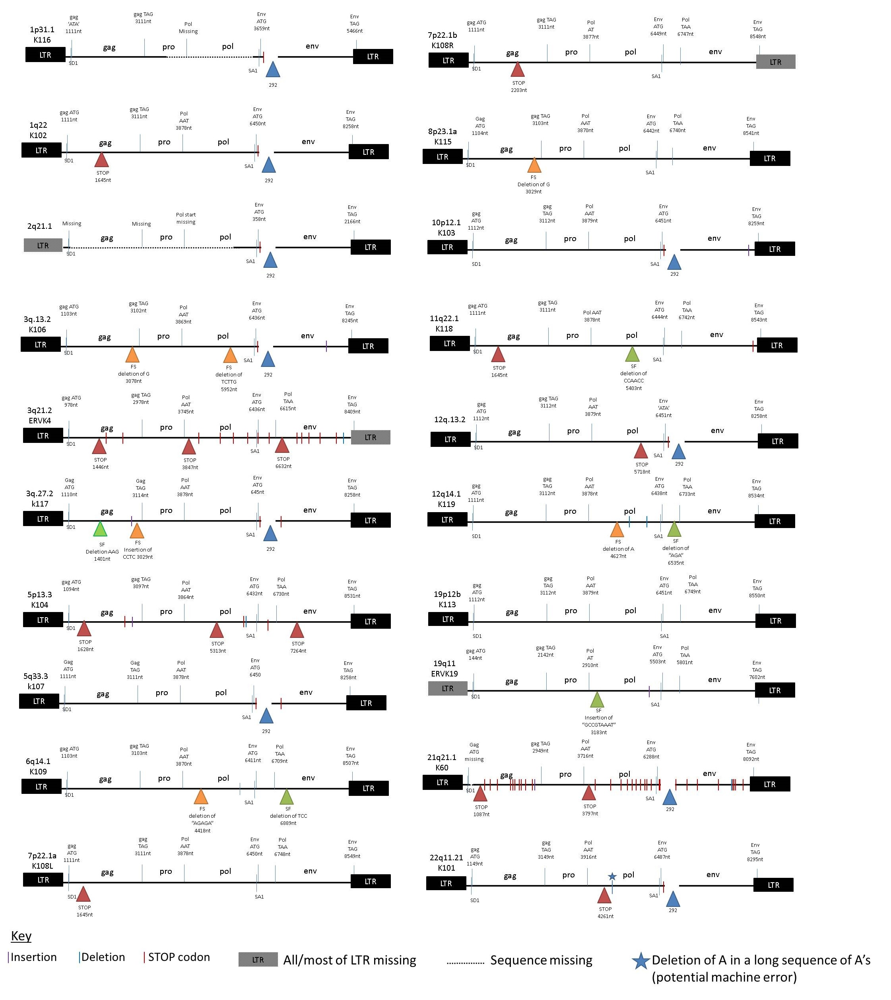 1p31.1
K116
gag
‘ATA’
1111nt
gag TAG
3111nt
Pol
Missing
Env
ATG
3659nt
Env
TAG
5466nt
LTR
gag
pro
pol
env
LTR
SD1
SA1
292
1q22
K102
gag ATG
1111nt
gag TAG
3111nt
Pol
AAT
3878nt
Env
ATG
6450nt
Env
TAG
8258nt
LTR
gag
pro
pol
env
LTR
SD1
SA1
STOP
1645nt
292
2q21.1
Missing
Missing
Pol start
missing
Env
ATG
358nt
Env
TAG
2166nt
LTR
gag
pro
pol
env
LTR
SD1
SA1
292
3q.13.2
K106
gag ATG
1103nt
gag TAG
3102nt
Pol
AAT
3869nt
Env
ATG
6436nt
Env
TAG
8245nt
LTR
gag
pro
pol
env
LTR
SD1
SA1
FS
deletion of G
3078nt
FS
deletion of
TCTTG
5952nt
292
3q21.2
ERVK4
gag ATG
978nt
gag TAG
2978nt
Pol
AAT
3745nt
Env
ATG
6436nt
Pol
TAA
6615nt
Env
TAG
8409nt
LTR
gag
pro
pol
env
LTR
SD1
SA1
STOP
1446nt
STOP
3847nt
STOP
6632nt
3q.27.2
k117
Gag
ATG
1110nt
Gag
TAG
3114nt
Pol
AAT
3878nt
Env
ATG
645nt
Env
TAG
8258nt
LTR
gag
pro
pol
env
LTR
SD1
SA1
SF
Deletion AAG
1401nt
FS
Insertion of
CCTC 3029nt
292
5p13.3
K104
gag ATG
1094nt
gag TAG
3097nt
Pol
AAT
3864nt
Env
ATG
6432nt
Pol
TAA
6730nt
Env
TAG
8531nt
LTR
gag
pro
pol
env
LTR
SD1
SA1
STOP
1628nt
STOP
5313nt
STOP
7264nt
5q33.3
k107
Gag
ATG
1111nt
Gag
TAG
3111nt
Pol
AAT
3878nt
Env
ATG
6450
Env
TAG
8258nt
LTR
gag
pro
pol
env
LTR
SD1
SA1
292
6q14.1
K109
gag ATG
1103nt
gag TAG
3103nt
Pol
AAT
3870nt
Env
ATG
6411nt
Pol
TAA
6709nt
Env
TAG
8507nt
LTR
gag
pro
pol
env
LTR
SD1
SA1
FS
deletion of
“AGAGA”
4418nt
SF
deletion of TCC
6889nt
7p22.1a
K108L
gag
ATG
1111nt
gag
TAG
3111nt
Pol
AAT
3878nt
Env
ATG
6450nt
Pol
TAA
6748nt
Env
TAG
8549nt
LTR
gag
pro
pol
env
LTR
SD1
SA1
STOP
1645nt
7p22.1b
K108R
gag ATG
1111nt
gag TAG
3111nt
Pol
AT
3877nt
Env
ATG
6449nt
Pol
TAA
6747nt
Env
TAG
8548nt
LTR
gag
pro
pol
env
LTR
SD1
SA1
STOP
2203nt
8p23.1a
K115
Gag
ATG
1104nt
gag TAG
3103nt
Pol
AAT
3870nt
Env
ATG
6442nt
Pol
TAA
6740nt
Env
TAG
8541nt
LTR
gag
pro
pol
env
LTR
SD1
SA1
FS
Deletion of G
3029nt
10p12.1
K103
gag
ATG
1112nt
gag
TAG
3112nt
Pol
AAT
3879nt
Env
ATG
6451nt
Env
TAG
8259nt
LTR
gag
pro
pol
env
LTR
SD1
SA1
292
11q22.1
K118
gag ATG
1111nt
gag TAG
3111nt
Pol AAT
3878nt
Env
ATG
6444nt
Pol
TAA
6742nt
Env
TAG
8543nt
LTR
gag
pro
pol
env
LTR
SD1
SA1
STOP
1645nt
SF
deletion of
CCAACC
5403nt
12q.13.2
gag
ATG
1112nt
gag TAG
3112nt
Pol
AAT
3879nt
Env
‘ATA’
6451nt
Env
TAG
8258nt
LTR
gag
pro
pol
env
LTR
SD1
SA1
STOP
5718nt
292
12q14.1
K119
gag
ATG
1111nt
gag
TAG
3112nt
Pol
AAT
3878nt
Env
ATG
6438nt
Pol
TAA
6733nt
Env
TAG
8534nt
LTR
gag
pro
pol
env
LTR
SD1
SA1
FS
deletion of A
4627nt
SF
deletion of
“AGA”
6535nt
19p12b
K113
gag
ATG
1112nt
gag
TAG
3112nt
Pol
AAT
3879nt
Env
ATG
6451nt
Pol
TAA
6749nt
Env
TAG
8550nt
LTR
gag
pro
pol
env
LTR
SD1
SA1
19q11
ERVK19
gag ATG
144nt
gag TAG
2142nt
Pol
AT
2910nt
Env
ATG
5503nt
Pol
TAA
5801nt
Env
TAG
7602nt
LTR
gag
pro
pol
env
LTR
SD1
SA1
SF
Insertion of
“GCCGTAAAT”
3183nt
21q21.1
K60
Gag
ATG
missing
gag TAG
2949nt
Pol
AAT
3716nt
Env
ATG
6288nt
Env
TAG
8092nt
LTR
gag
pro
pol
env
LTR
SD1
SA1
STOP
1087nt
STOP
3797nt
292
22q11.21
K101
gag
ATG
1149nt
gag
TAG
3149nt
Pol
AAT
3916nt
Env
ATG
6487nt
Env
TAG
8295nt
LTR
gag
pro
pol
env
LTR
SD1
SA1
STOP
4261nt
292
Key
Insertion
Deletion
STOP codon
LTR
All/most of LTR missing
Sequence missing
Deletion of A in a long sequence of A's
(potential machine error)